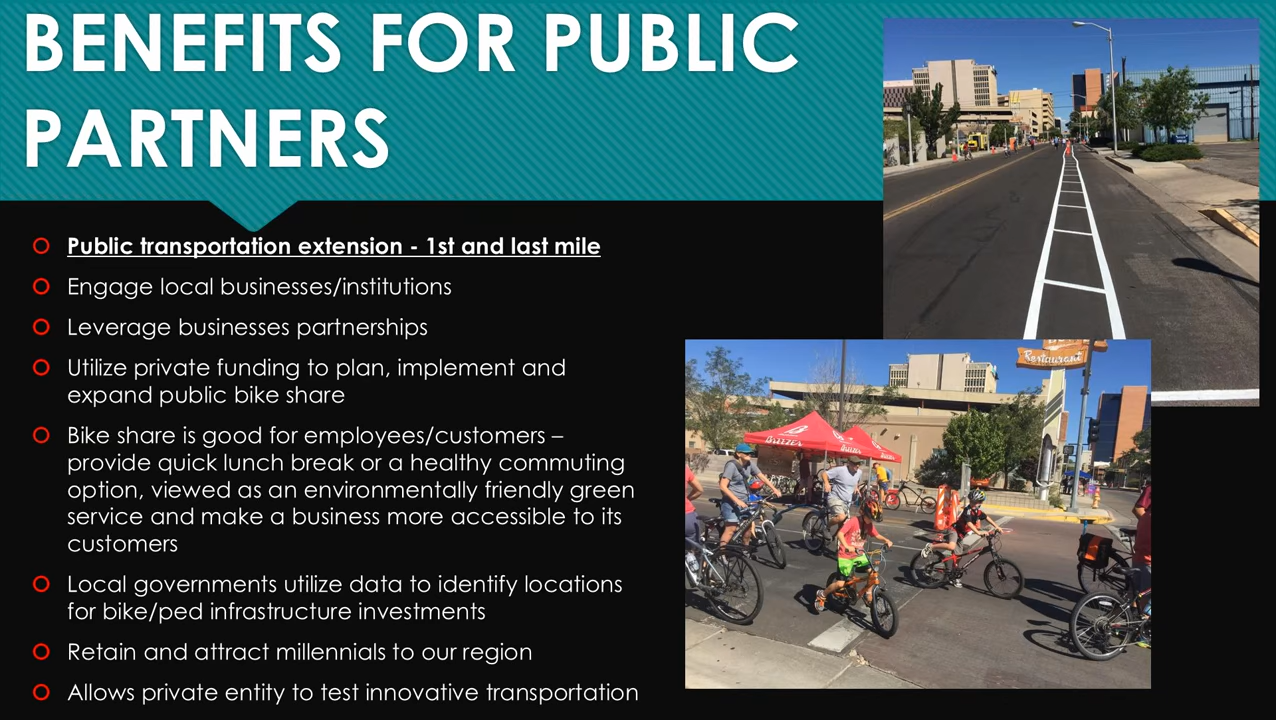 BENEFITS FOR PUBLIC
PARTNERS
Public transportation extension - 1st and last mile
Engage local businesses/institutions
Leverage businesses partnerships
Utilize private funding to plan, implement and
expand public bike share
Bike share is good for employees/customers –
provide quick lunch break or a healthy commuting
option, viewed as an environmentally friendly green
service and make a business more accessible to its
customers
Local governments utilize data to identify locations
for bike/ped infrastructure investments
Retain and attract millennials to our region
Allows private entity to test innovative transportation
Restaurant
BREEZER